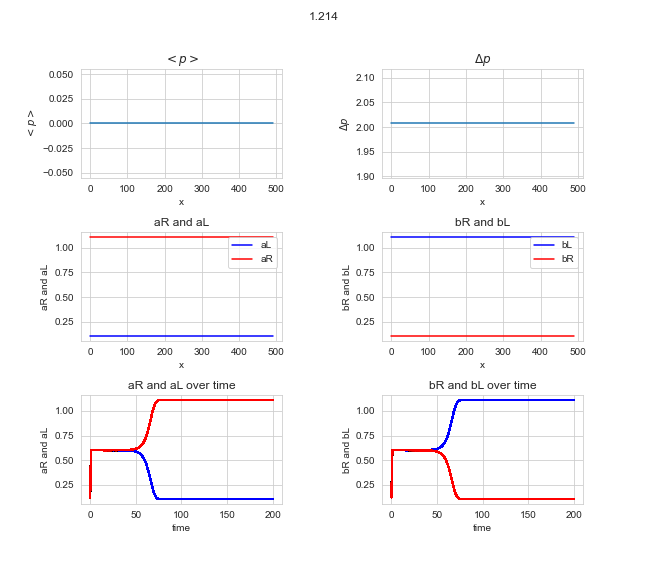 1.214
< p >
Δp
0.050
0.025
0.000
−0.025
−0.050
< p >
0 100 200 300 400 500
x
2.10
2.05
2.00
1.95
1.90
Δp
0 100 200 300 400 500
x
aR and aL
bR and bL
1.00
0.75
0.50
0.25
aR and aL
aL
aR
0 100 200 300 400 500
x
1.00
0.75
0.50
0.25
bR and bL
bL
bR
0 100 200 300 400 500
x
aR and aL over time
bR and bL over time
1.00
0.75
0.50
0.25
aR and aL
0 50 100 150 200
time
1.00
0.75
0.50
0.25
bR and bL
0 50 100 150 200
time